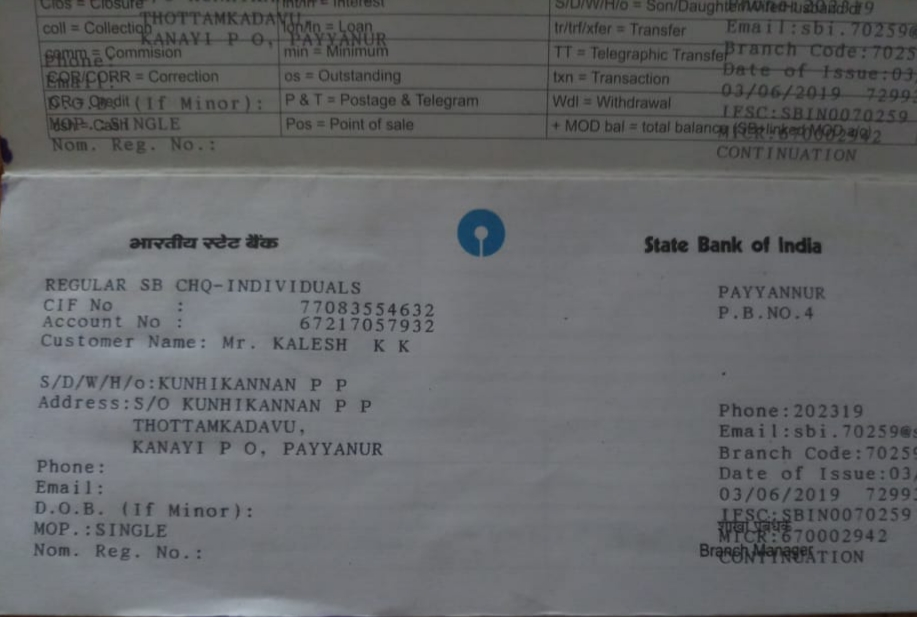 Clos = Closure
S/D/W/H/o = Son/Daughter
coll = Collection THOTTAMKADAVU, lon/ln = Loan tr/trf/xfer = Transfer Email:sbi.70259@
KANAYI P O, PAYYANUR
comm = Commision min = Minimum TT = Telegraphic Transfer Branch Code:7025
Phone:
COR/CORR = Correction os = Outstanding txn = Transaction Date of Issue:03
Email:
CR = Credit P & T = Postage & Telegram Wdl = Withdrawal 03/06/2019 7299
D.O.B. (If Minor):
IFSC:SBIN0070259
MOP.:SINGLE Pos = Point of sale + MOD bal = total balance (SB+linked MOD a/c)
MICR:670002942
Nom. Reg. No.: CONTINUATION
भारतीय स्टेट बैंक State Bank of India
REGULAR SB CHQ-INDIVIDUALS PAYYANNUR
CIF No : 77083554632 P.B.NO.4
Account No : 67217057932
Customer Name: Mr. KALESH K K
S/D/W/H/o:KUNHIKANNAN P P
Address:S/O KUNHIKANNAN P P Phone:202319
THOTTAMKADAVU, Email:sbi.70259@
KANAYI P O, PAYYANUR Branch Code:70259
Phone: Date of Issue:03/
Email: 03/06/2019 7299
D.O.B. (If Minor): IFSC:SBIN0070259
MOP.:SINGLE शाखा प्रबंधक
MICR:670002942
Nom. Reg. No.: Branch Manager
CONTINUATION